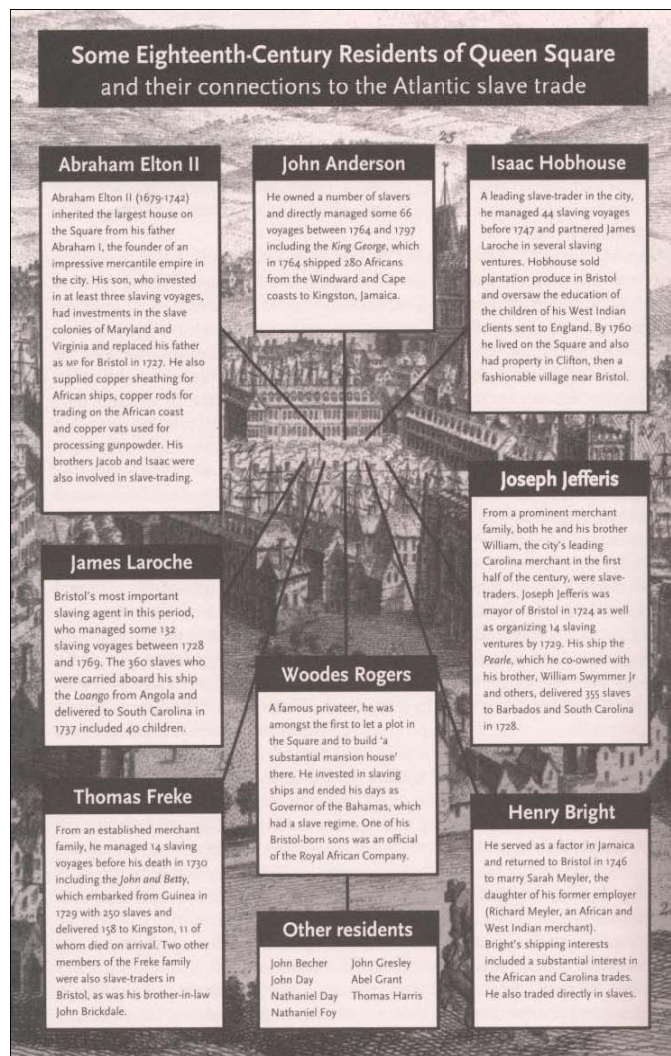 Some Eighteenth-Century Residents of Queen Square
and their connections to the Atlantic slave trade
25
Abraham Elton II
Abraham Elton II (1679-1742)
inherited the largest house on
the Square from his father
Abraham I, the founder of an
impressive mercantile empire in
the city. His son, who invested
in at least three slaving voyages,
had investments in the slave
colonies of Maryland and
Virginia and replaced his father
as MP for Bristol in 1727. He also
supplied copper sheathing for
African ships, copper rods for
trading on the African coast
and copper vats used for
processing gunpowder. His
brothers Jacob and Isaac were
also involved in slave-trading.
John Anderson
He owned a number of slavers
and directly managed some 66
voyages between 1764 and 1797
including the King George, which
in 1764 shipped 280 Africans
from the Windward and Cape
coasts to Kingston, Jamaica.
Isaac Hobhouse
A leading slave-trader in the city,
he managed 44 slaving voyages
before 1747 and partnered James
Laroche in several slaving
ventures. Hobhouse sold
plantation produce in Bristol
and oversaw the education of
the children of his West Indian
clients sent to England. By 1760
he lived on the Square and also
had property in Clifton, then a
fashionable village near Bristol.
James Laroche
Bristol's most important
slaving agent in this period,
who managed some 132
slaving voyages between 1728
and 1769. The 360 slaves who
were carried aboard his ship
the Loango from Angola and
delivered to South Carolina in
1737 included 40 children.
Joseph Jefferis
From a prominent merchant
family, both he and his brother
William, the city's leading
Carolina merchant in the first
half of the century, were slave-
traders. Joseph Jefferis was
mayor of Bristol in 1724 as well
as organizing 14 slaving
ventures by 1729. His ship the
Pearle, which he co-owned with
his brother, William Swymmer Jr
and others, delivered 355 slaves
to Barbados and South Carolina
in 1728.
Woodes Rogers
A famous privateer, he was
amongst the first to let a plot in
the Square and to build 'a
substantial mansion house'
there. He invested in slaving
ships and ended his days as
Governor of the Bahamas, which
had a slave regime. One of his
Bristol-born sons was an official
of the Royal African Company.
Thomas Freke
From an established merchant
family, he managed 14 slaving
voyages before his death in 1730
including the John and Betty,
which embarked from Guinea in
1729 with 250 slaves and
delivered 158 to Kingston, 11 of
whom died on arrival. Two other
members of the Freke family
were also slave-traders in
Bristol, as was his brother-in-law
John Brickdale.
Other residents
John Becher John Gresley
John Day Abel Grant
Nathaniel Day Thomas Harris
Nathaniel Foy
Henry Bright
He served as a factor in Jamaica
and returned to Bristol in 1746
to marry Sarah Meyler, the
daughter of his former employer
(Richard Meyler, an African and
West Indian merchant).
Bright's shipping interests
included a substantial interest in
the African and Carolina trades.
He also traded directly in slaves.